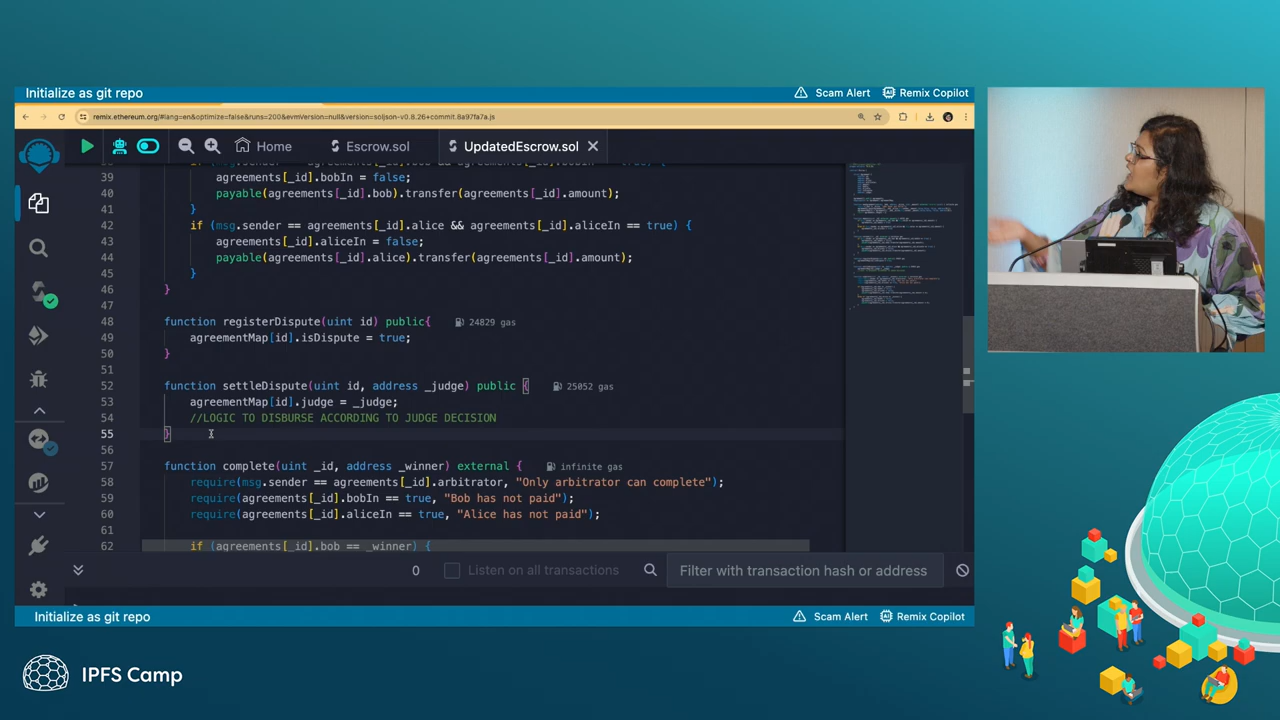 Initialize as git repo
Scam Alert
Remix Copilot
remix.ethereum.org/#lang=en&optimize=false&runs=200&evmVersion=null&version=soljson-v0.8.26+commit.8a97fa7a.js
Home
Escrow.sol
UpdatedEscrow.sol
39 agreements[_id].bobIn = false;
40 payable(agreements[_id].bob).transfer(agreements[_id].amount);
41 }
42 if (msg.sender == agreements[_id].alice && agreements[_id].aliceIn == true) {
43 agreements[_id].aliceIn = false;
44 payable(agreements[_id].alice).transfer(agreements[_id].amount);
45 }
46 }
47
48 function registerDispute(uint id) public{ 24829 gas
49 agreementMap[id].isDispute = true;
50 }
51
52 function settleDispute(uint id, address _judge) public { 25052 gas
53 agreementMap[id].judge = _judge;
54 //LOGIC TO DISBURSE ACCORDING TO JUDGE DECISION
55 }
56
57 function complete(uint _id, address _winner) external { infinite gas
58 require(msg.sender == agreements[_id].arbitrator, "Only arbitrator can complete");
59 require(agreements[_id].bobIn == true, "Bob has not paid");
60 require(agreements[_id].aliceIn == true, "Alice has not paid");
61
62 if (agreements[_id].bob == _winner) {
0
Listen on all transactions
Filter with transaction hash or address
Initialize as git repo
Scam Alert
Remix Copilot
IPFS Camp